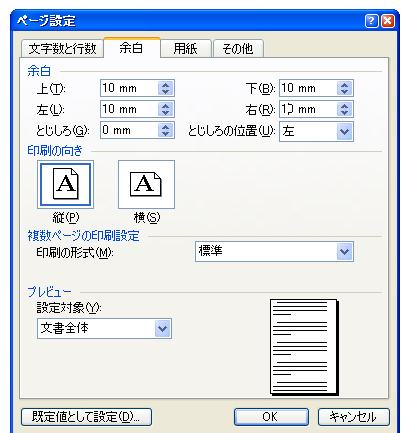 ページ設定
文字数と行数 余白 用紙 その他
余白
上(T): 10 mm 下(B): 10 mm
左(L): 10 mm 右(R): 10 mm
とじしろ(G): 0 mm とじしろの位置(U): 左
印刷の向き
A A
縦(P) 横(S)
複数ページの印刷設定
印刷の形式(M): 標準
プレビュー
設定対象(Y):
文書全体
既定値として設定(D)... OK キャンセル